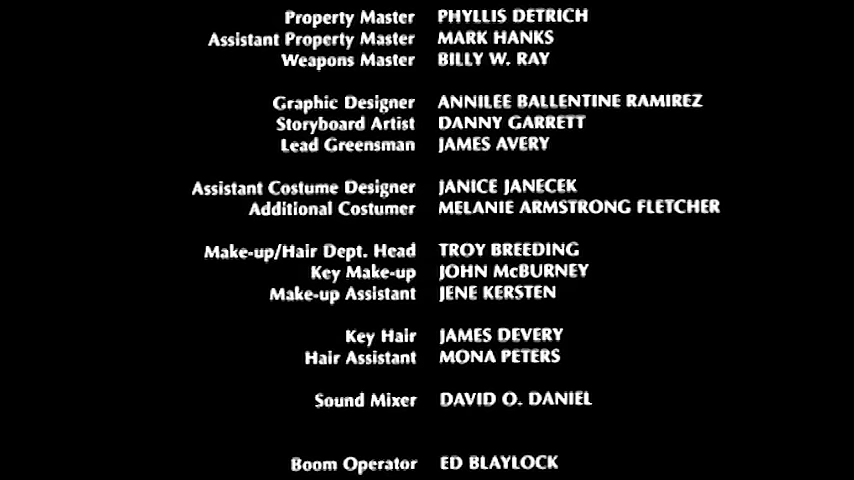 Property Master PHYLLIS DETRICH
Assistant Property Master MARK HANKS
Weapons Master BILLY W. RAY
Graphic Designer ANNILEE BALLENTINE RAMIREZ
Storyboard Artist DANNY GARRETT
Lead Greensman JAMES AVERY
Assistant Costume Designer JANICE JANECEK
Additional Costumer MELANIE ARMSTRONG FLETCHER
Make-up/Hair Dept. Head TROY BREEDING
Key Make-up JOHN McBURNEY
Make-up Assistant JENE KERSTEN
Key Hair JAMES DEVERY
Hair Assistant MONA PETERS
Sound Mixer DAVID O. DANIEL
Boom Operator ED BLAYLOCK